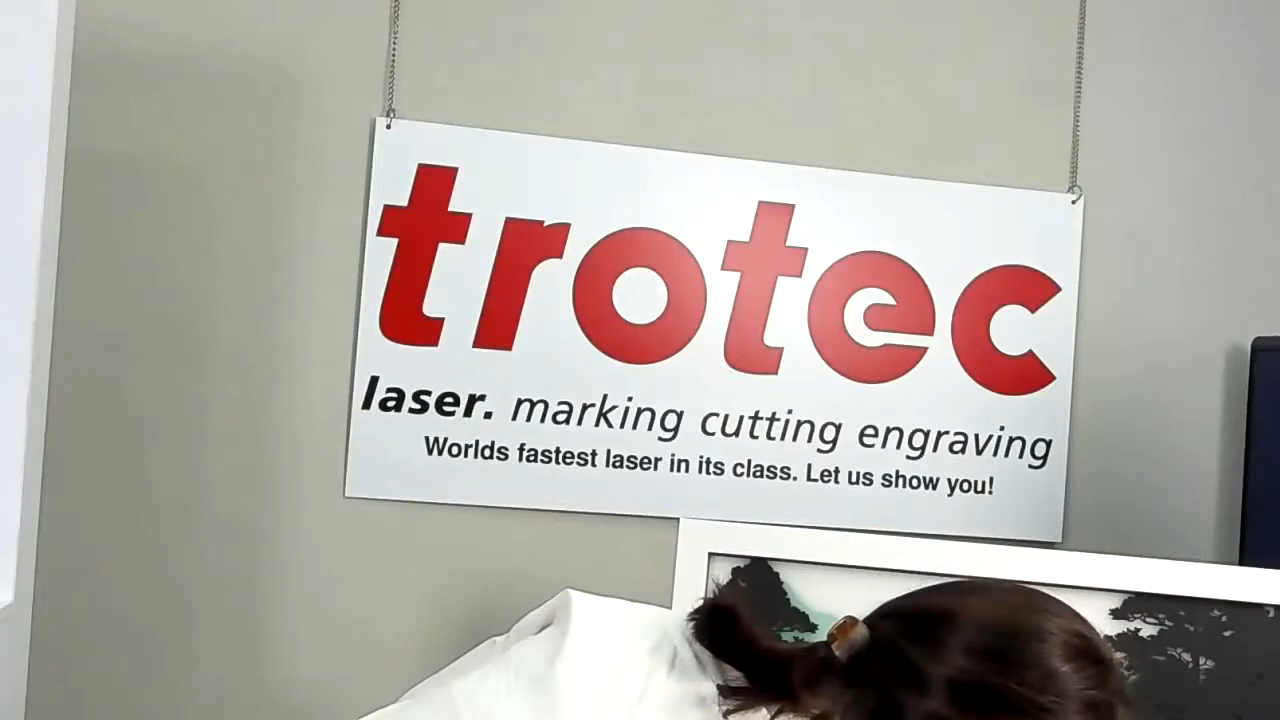 trotec
laser. marking cutting engraving
Worlds fastest laser in its class. Let us show you!